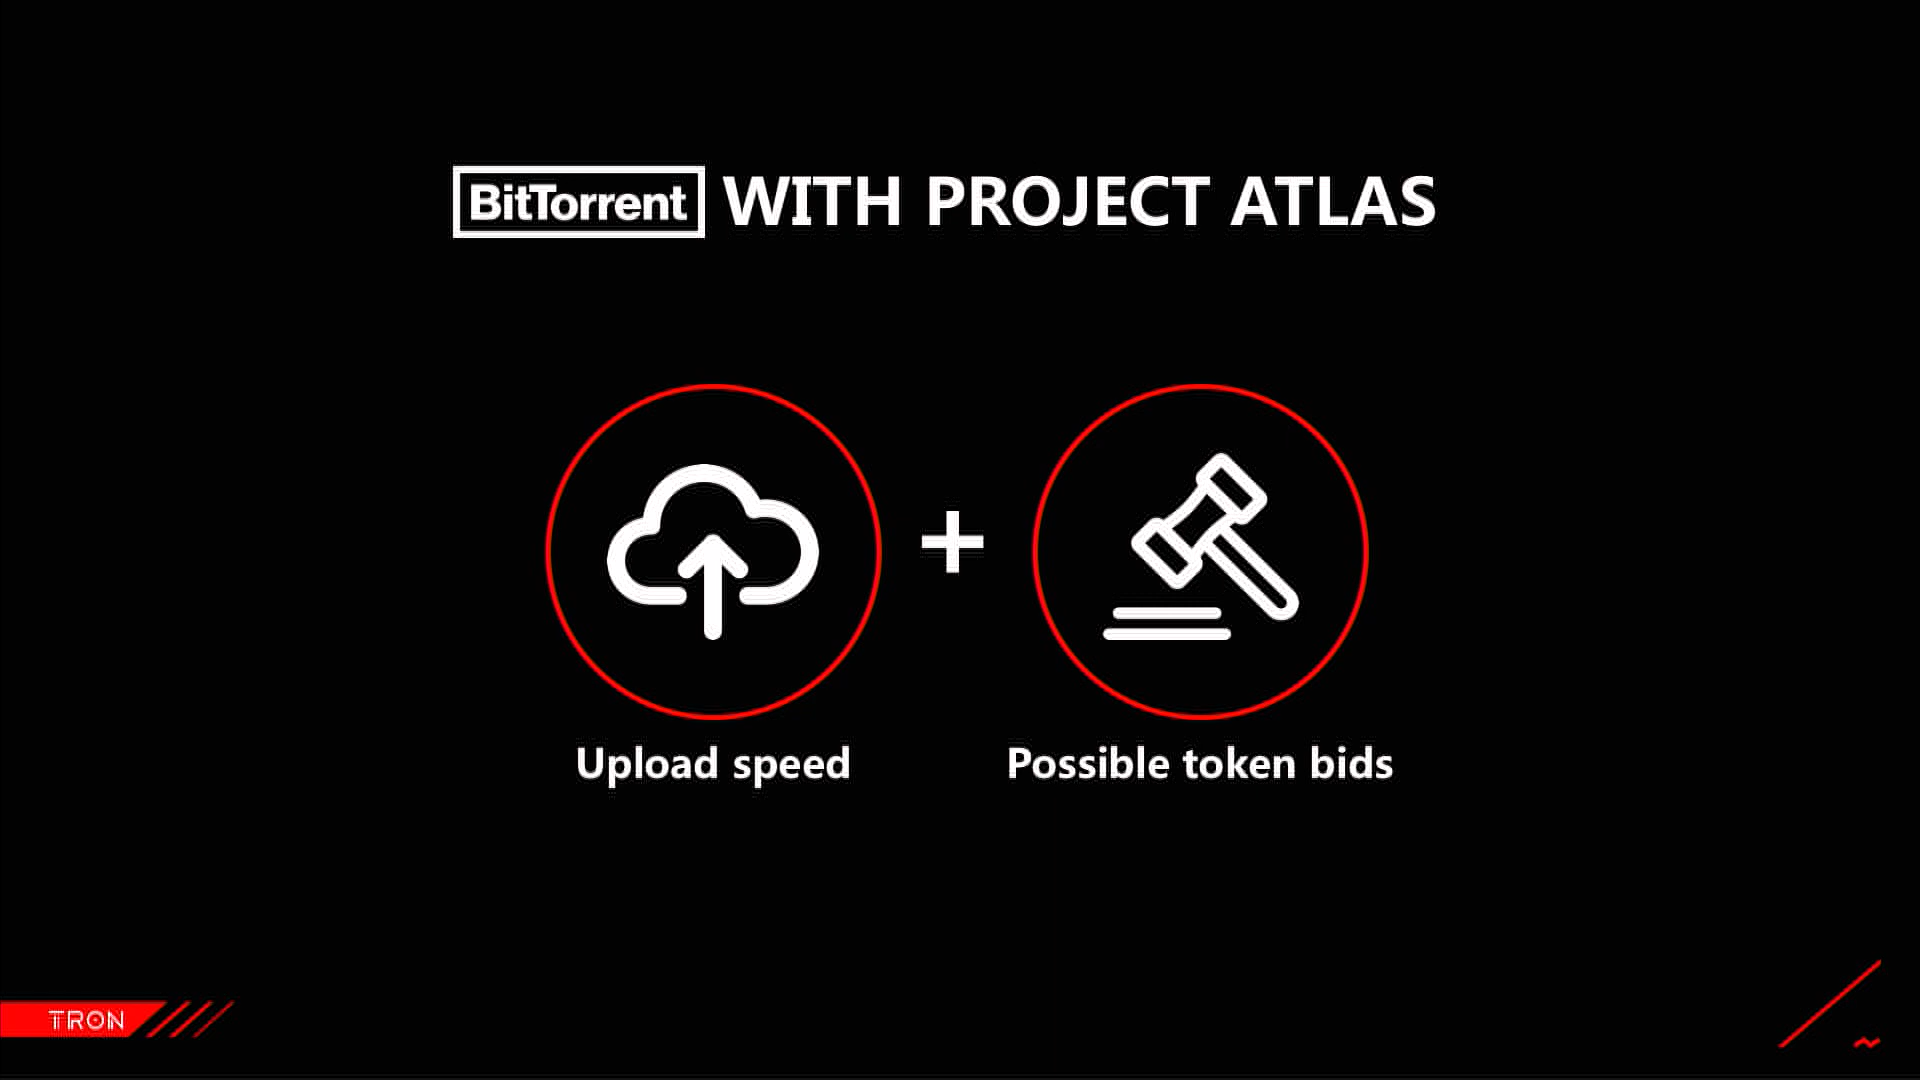 BitTorrent WITH PROJECT ATLAS
Upload speed
Possible token bids
TRON